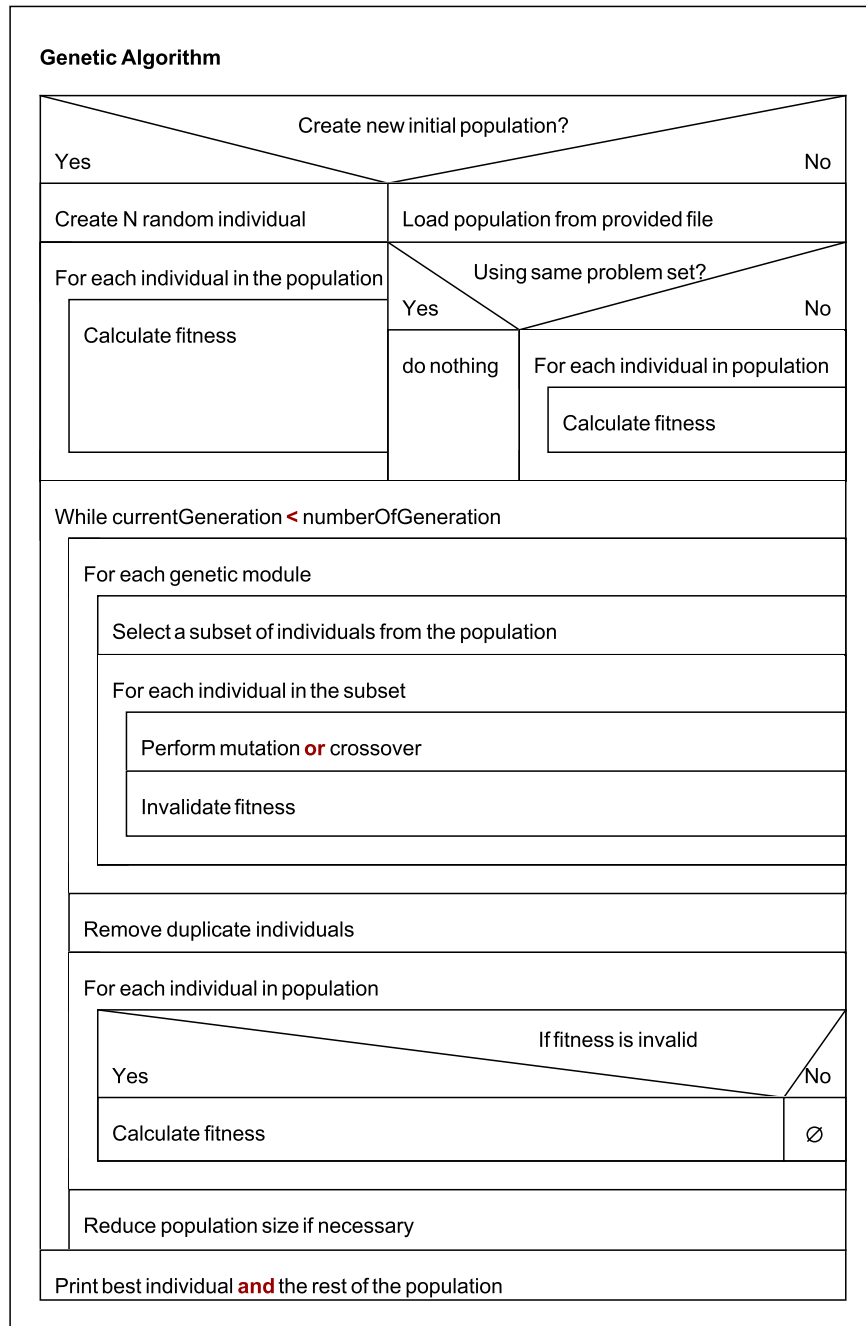 Genetic Algorithm
Create new initial population?
Yes
No
Create N random individual
Load population from provided file
For each individual in the population
Using same problem set?
Yes
No
Calculate fitness
do nothing
For each individual in population
Calculate fitness
While currentGeneration < numberOfGeneration
For each genetic module
Select a subset of individuals from the population
For each individual in the subset
Perform mutation or crossover
Invalidate fitness
Remove duplicate individuals
For each individual in population
If fitness is invalid
Yes
No
Calculate fitness
∅
Reduce population size if necessary
Print best individual and the rest of the population